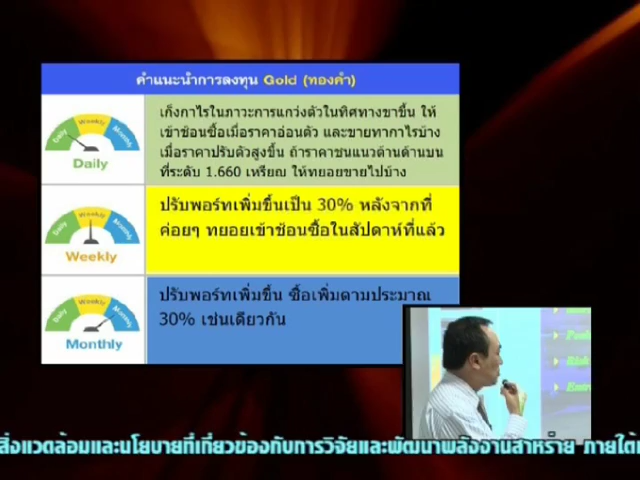 คำแนะนำการลงทุน Gold (ทองคำ)
Daily Weekly Monthly
Daily
เก็งกำไรในภาวะการแกว่งตัวในทิศทางขาขึ้น ให้
เข้าช้อนซื้อเมื่อราคาอ่อนตัว และขายทำกำไรบ้าง
เมื่อราคาปรับตัวสูงขึ้น ถ้าราคาชนแนวต้านด้านบน
ที่ระดับ 1.660 เหรียญ ให้ทยอยขายไปบ้าง
Daily Weekly Monthly
Weekly
ปรับพอร์ทเพิ่มขึ้นเป็น 30% หลังจากที่
ค่อยๆ ทยอยเข้าช้อนซื้อในสัปดาห์ที่แล้ว
Daily Weekly Monthly
Monthly
ปรับพอร์ทเพิ่มขึ้น ซื้อเพิ่มตามประมาณ
30% เช่นเดียวกัน
Risk
สิ่งแวดล้อมและนโยบายที่เกี่ยวข้องกับการวิจัยและพัฒนาพลังงานสาหร่าย ภายใต้